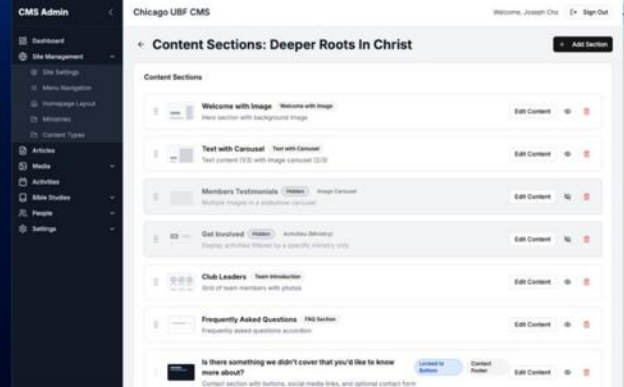 CMS Admin
Chicago UBF CMS
Welcome, Joseph Cho
Sign Out
Dashboard
Site Management
Site Settings
Menu Navigation
Homepage Layout
Ministries
Content Types
Articles
Media
Activities
Bible Studies
People
Settings
← Content Sections: Deeper Roots In Christ
+ Add Section
Content Sections
Welcome with Image Welcome with Image
Hero section with background image
Edit Content
Text with Carousel Text with Carousel
Text content (1/3) with image carousel (2/3)
Edit Content
Members Testimonials Hidden Image Carousel
Multiple images in a slideshow carousel
Edit Content
Get Involved Hidden Activities (Ministry)
Display activities filtered by a specific ministry only
Edit Content
Club Leaders Team Introduction
Grid of team members with photos
Edit Content
Frequently Asked Questions FAQ Section
Frequently asked questions accordion
Edit Content
Is there something we didn't cover that you'd like to know
more about?
Locked to
Bottom
Contact
Footer
Edit Content
Contact section with buttons, social media links, and optional contact form